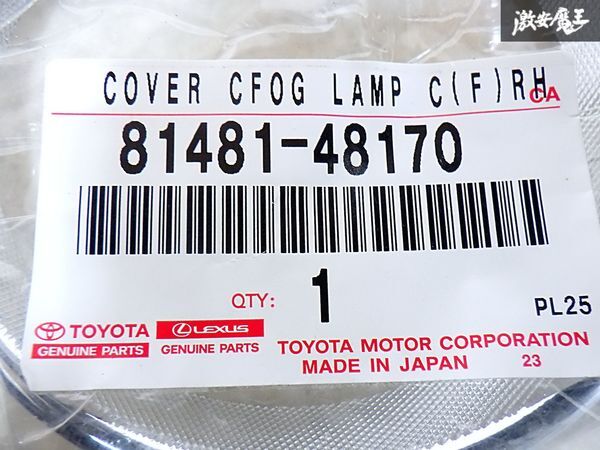 激安魔王
COVER CFOG LAMP C(F)RH
CA
81481-48170
QTY: 1
PL25
TOYOTA LEXUS
GENUINE PARTS GENUINE PARTS
TOYOTA MOTOR CORPORATION
MADE IN JAPAN 23